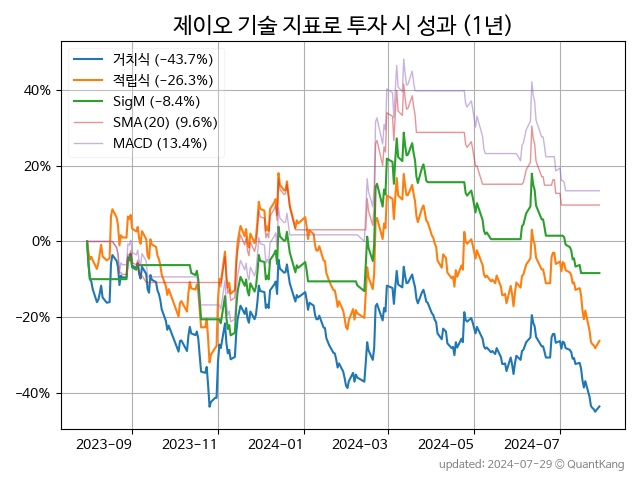 제이오 기술 지표로 투자 시 성과 (1년)
거치식 (−43.7%)
적립식 (−26.3%)
SigM (−8.4%)
SMA(20) (9.6%)
MACD (13.4%)
40%
20%
0%
−20%
−40%
2023-09
2023-11
2024-01
2024-03
2024-05
2024-07
updated: 2024-07-29 © QuantKang